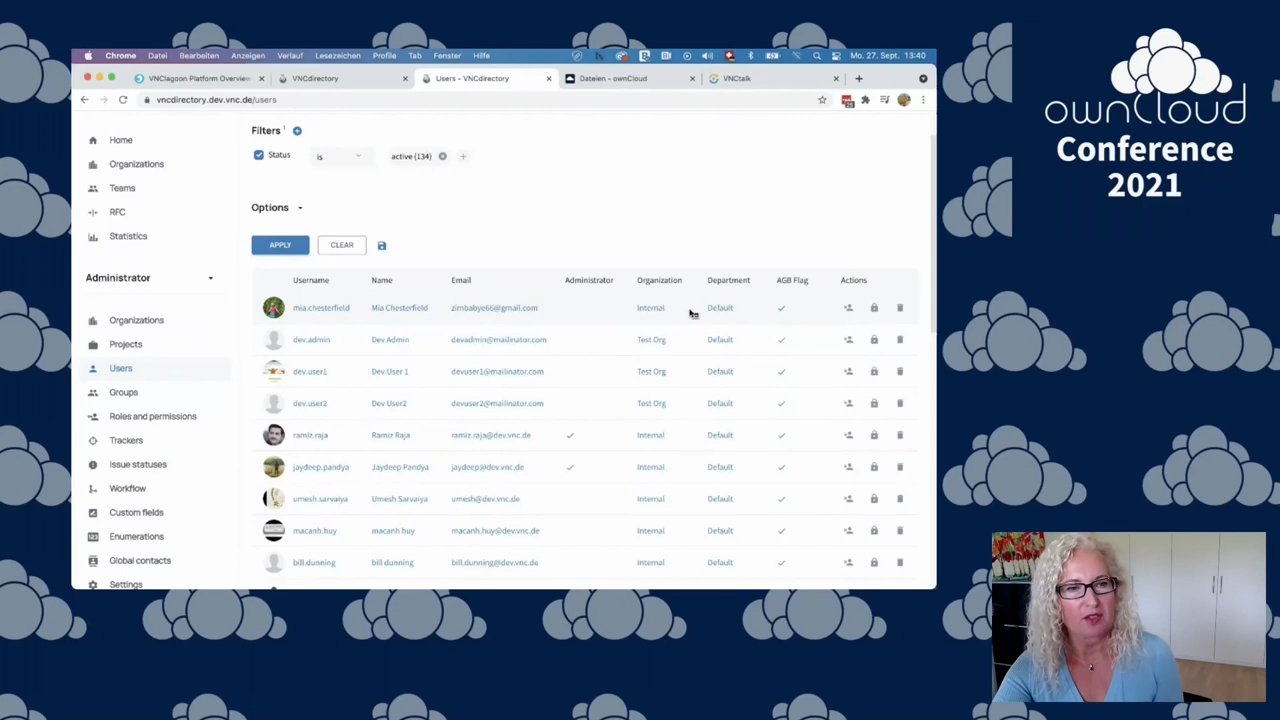 Chrome Datei Bearbeiten Anzeigen Verlauf Lesezeichen Profile Tab Fenster Hilfe Mo. 27. Sept. 13:40
VNClagoon Platform Overview VNCdirectory Users - VNCdirectory Dateien - ownCloud VNCtalk
vncdirectory.dev.vnc.de/users
ownCloud
Conference
2021
Home
Organizations
Teams
RFC
Statistics
Administrator
Organizations
Projects
Users
Groups
Roles and permissions
Trackers
Issue statuses
Workflow
Custom fields
Enumerations
Global contacts
Settings
Filters 1
Status is active (134)
Options
APPLY CLEAR
Username Name Email Administrator Organization Department AGB Flag Actions
mia.chesterfield Mia Chesterfield zimbabye66@gmail.com Internal Default
dev.admin Dev Admin devadmin@mailinator.com Test Org Default
dev.user1 Dev User 1 devuser1@mailinator.com Test Org Default
dev.user2 Dev User2 devuser2@mailinator.com Test Org Default
ramiz.raja Ramiz Raja ramiz.raja@dev.vnc.de Internal Default
jaydeep.pandya Jaydeep Pandya jaydeep@dev.vnc.de Internal Default
umesh.sarvaiya Umesh Sarvaiya umesh@dev.vnc.de Internal Default
macanh.huy macanh huy macanh.huy@dev.vnc.de Internal Default
bill.dunning bill dunning bill.dunning@dev.vnc.de Internal Default